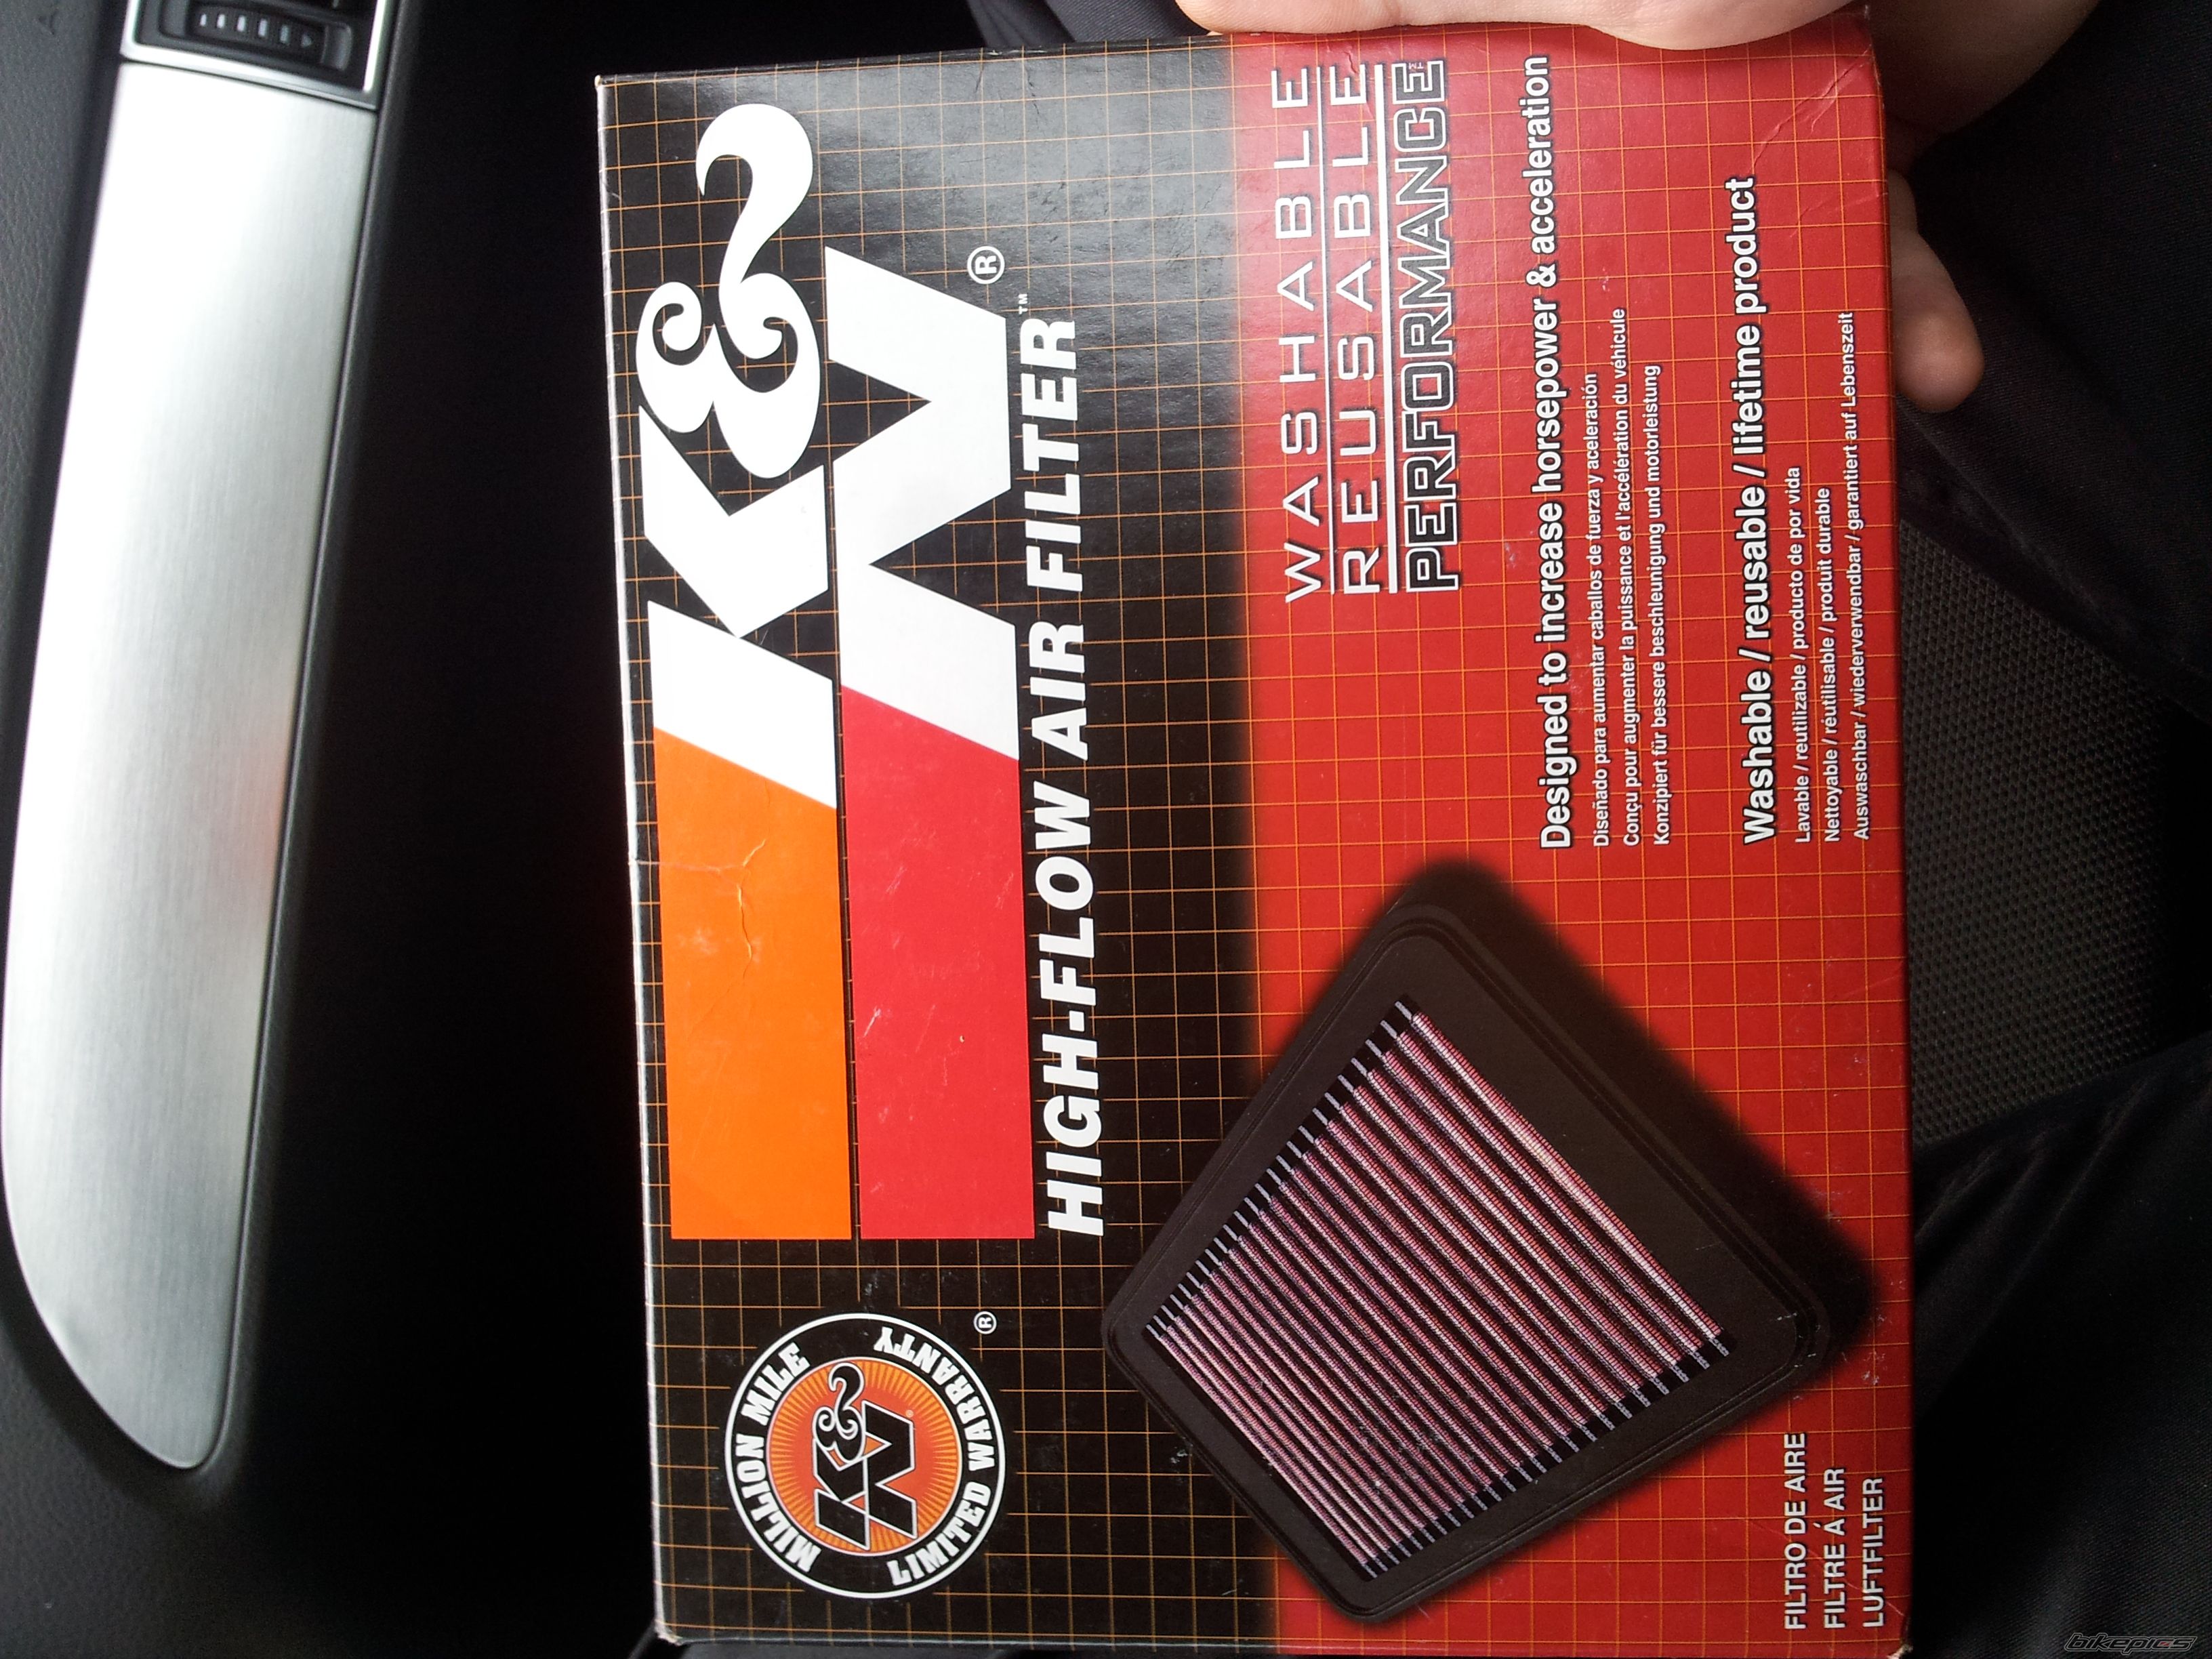 K&N®
HIGH-FLOW AIR FILTER™
MILLION MILE
K&N®
LIMITED WARRANTY
®
WASHABLE
REUSABLE
PERFORMANCE™
Designed to increase horsepower & acceleration
Diseñado para aumentar caballos de fuerza y aceleración
Conçu pour augmenter la puissance et l'accélération du véhicule
Konzipiert für bessere beschleunigung und motorleistung
Washable / reusable / lifetime product
Lavable / reutilizable / producto de por vida
Nettoyable / réutilisable / produit durable
Auswaschbar / wiederverwendbar / garantiert auf Lebenszeit
FILTRO DE AIRE
FILTRE Á AIR
LUFTFILTER
bikepics